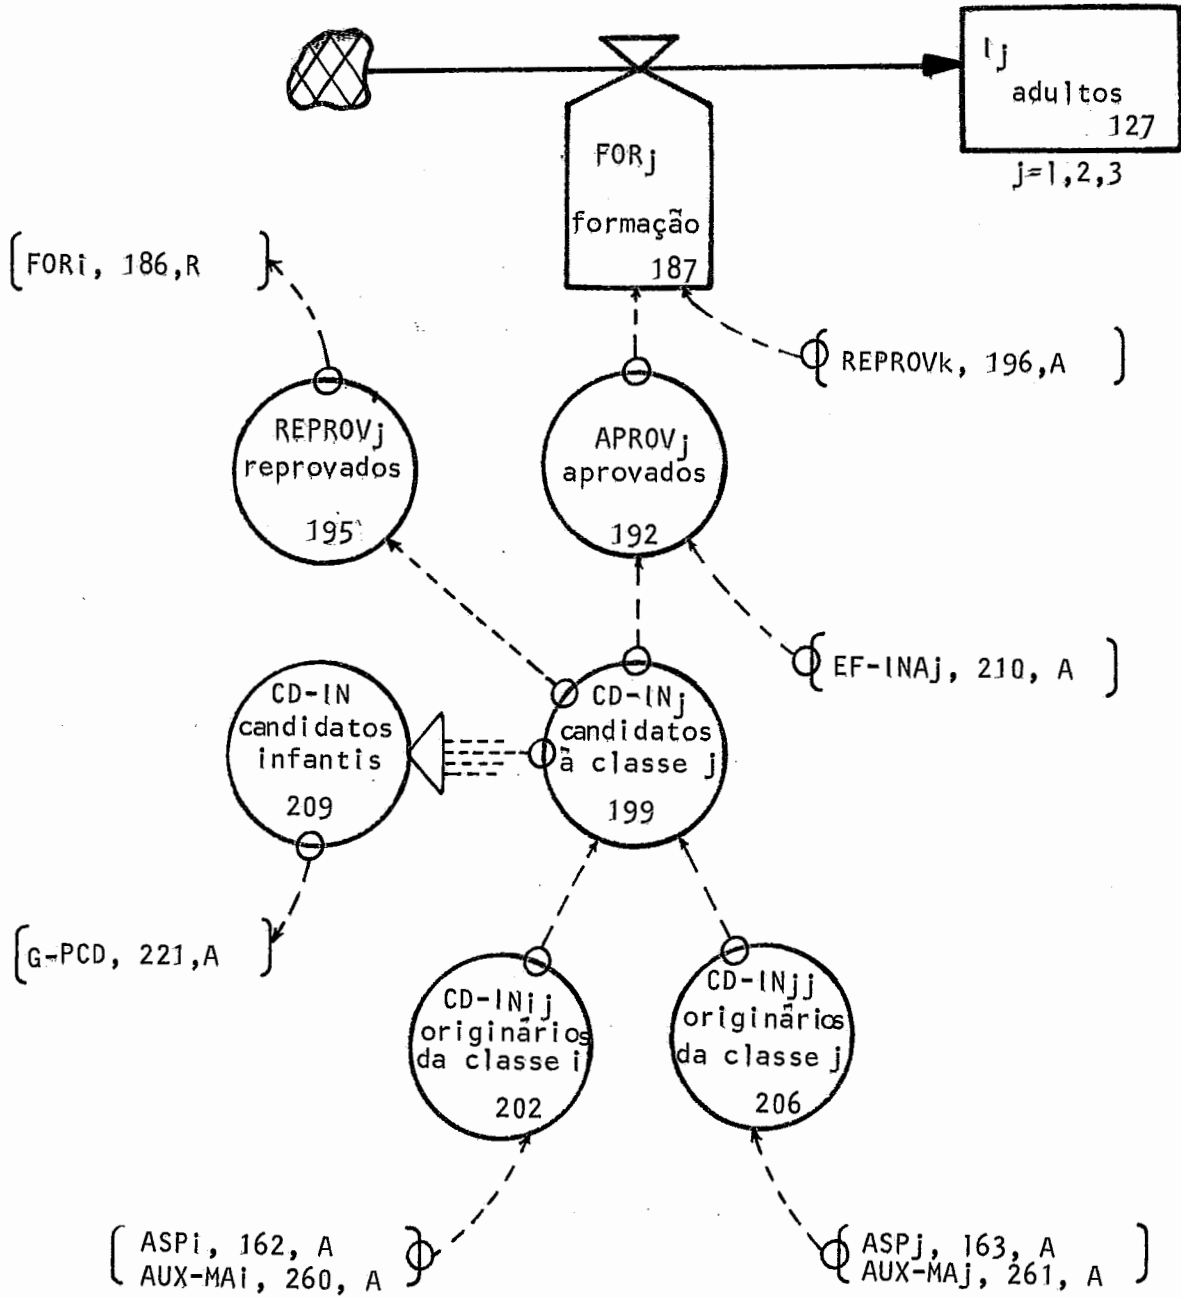 Ij
adultos
127
j=1,2,3
FORj
formação
187
FORi, 186,R
REPROVk, 196,A
REPROVj
reprovados
195
APROVj
aprovados
192
EF-INAj, 210, A
CD-IN
candidatos
infantis
209
CD-INj
candidatos
ã classe j
199
G-PCD, 221,A
CD-INij
originários
da classe i
202
CD-INjj
originários
da classe j
206
ASPi, 162, A
AUX-MAi, 260, A
ASPj, 163, A
AUX-MAj, 261, A